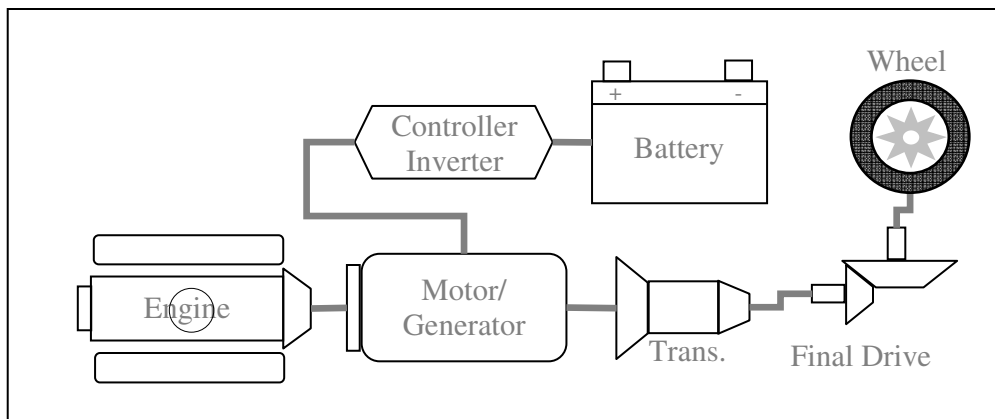 Wheel
+ -
Controller
Inverter
Battery
Engine
Motor/
Generator
Trans.
Final Drive